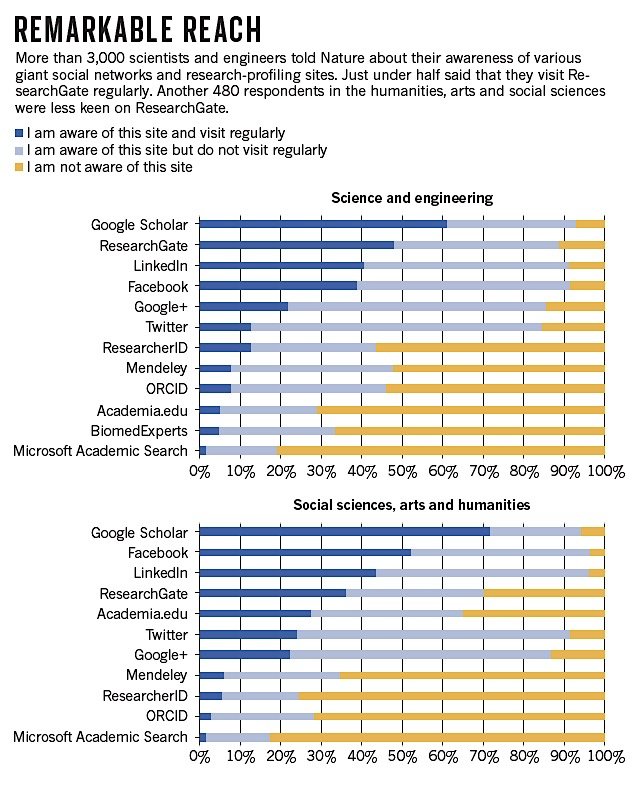 REMARKABLE REACH
More than 3,000 scientists and engineers told Nature about their awareness of various
giant social networks and research-profiling sites. Just under half said that they visit Re-
searchGate regularly. Another 480 respondents in the humanities, arts and social sciences
were less keen on ResearchGate.
I am aware of this site and visit regularly
I am aware of this site but do not visit regularly
I am not aware of this site
Science and engineering
Google Scholar
ResearchGate
LinkedIn
Facebook
Google+
Twitter
ResearcherID
Mendeley
ORCID
Academia.edu
BiomedExperts
Microsoft Academic Search
0% 10% 20% 30% 40% 50% 60% 70% 80% 90% 100%
Social sciences, arts and humanities
Google Scholar
Facebook
LinkedIn
ResearchGate
Academia.edu
Twitter
Google+
Mendeley
ResearcherID
ORCID
Microsoft Academic Search
0% 10% 20% 30% 40% 50% 60% 70% 80% 90% 100%